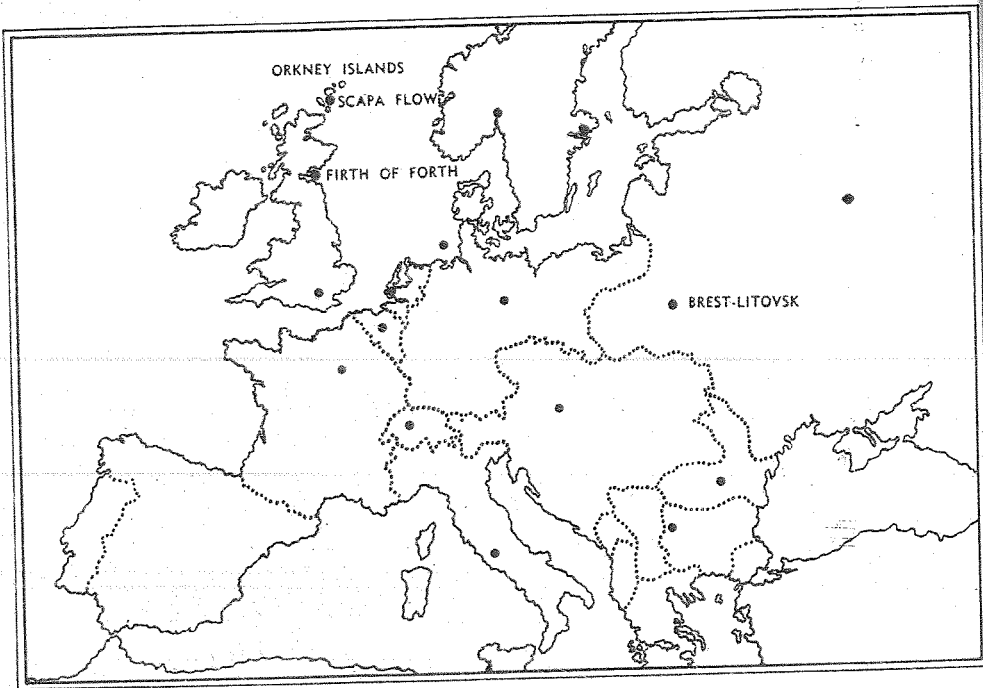 ORKNEY ISLANDS
SCAPA FLOW
FIRTH OF FORTH
BREST-LITOVSK